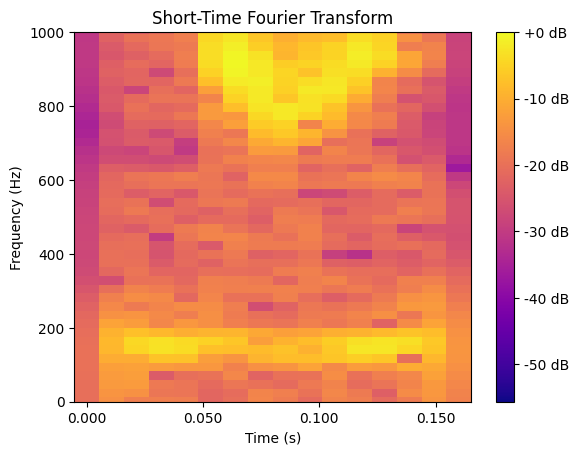 Short-Time Fourier Transform
1000
800
600
400
200
0
Frequency (Hz)
0.000
0.050
0.100
0.150
Time (s)
+0 dB
-10 dB
-20 dB
-30 dB
-40 dB
-50 dB